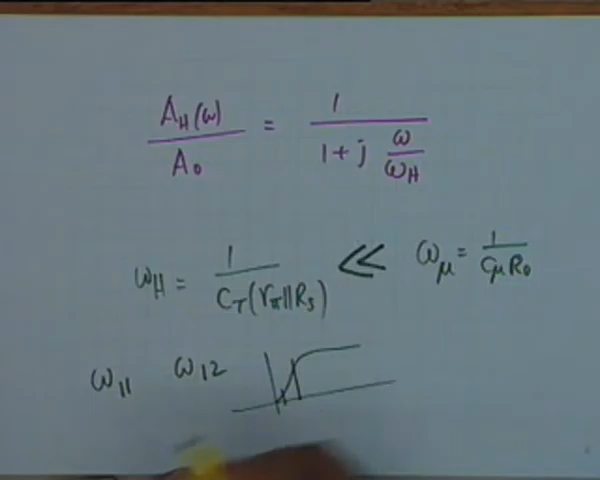 A_H(ω) / A_0 = 1 / (1 + j ω/ω_H)
ω_H = 1 / (C_T(r_π||R_s)) << ω_μ = 1 / (C_μ R_0)
ω_11 ω_12